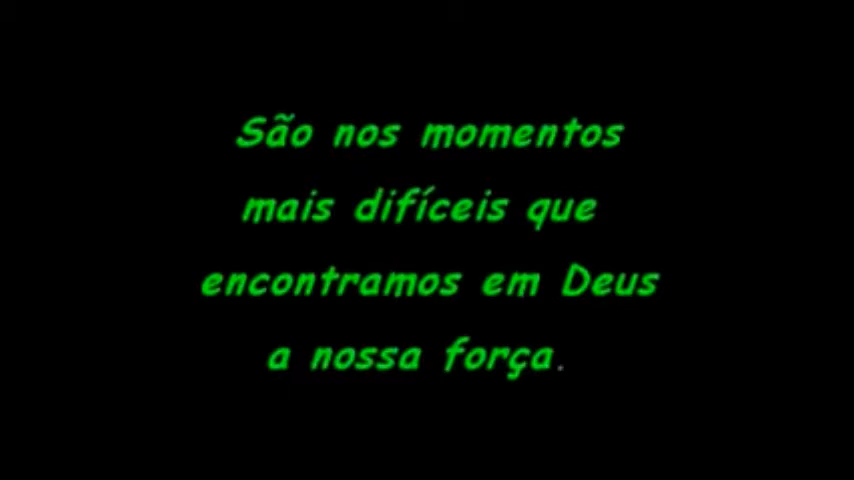 São nos momentos
mais difíceis que
encontramos em Deus
a nossa força.